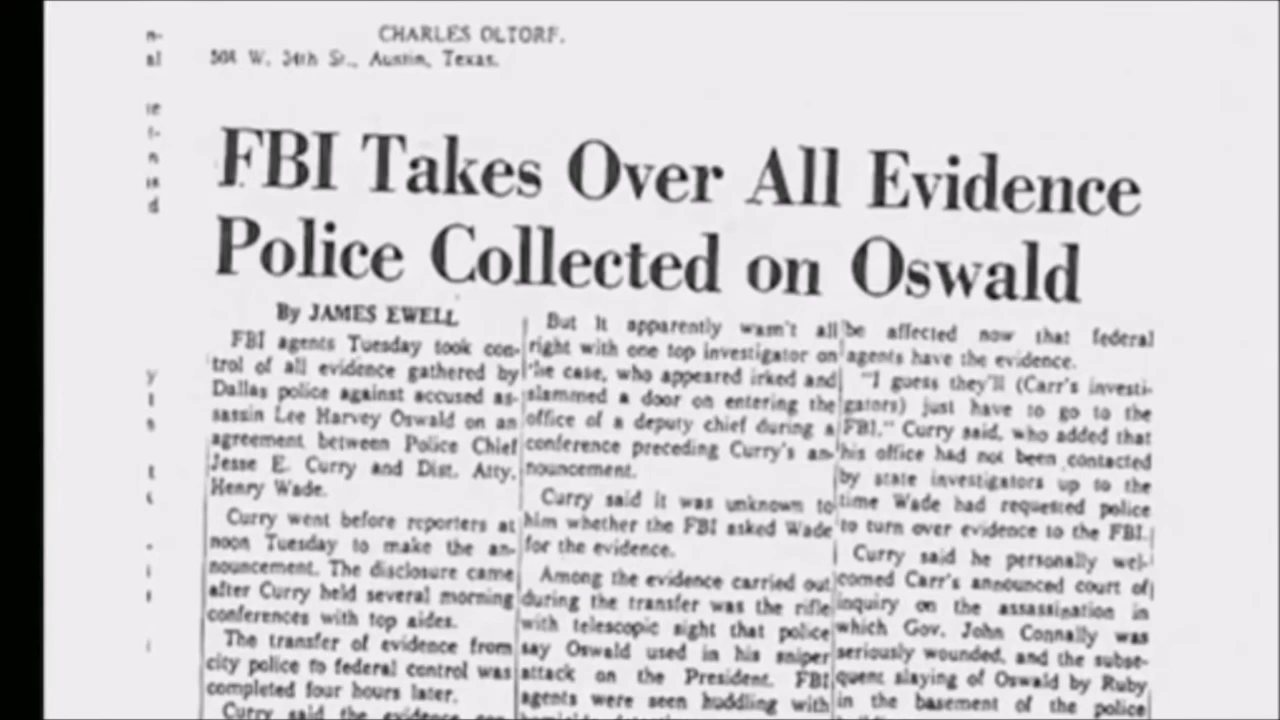 CHARLES OLTORF.
W. 34th St., Austin, Texas.
FBI Takes Over All Evidence
Police Collected on Oswald
By JAMES EWELL
FBI agents Tuesday took con-
trol of all evidence gathered by
Dallas police against accused as-
sassin Lee Harvey Oswald on an
agreement between Police Chief
Jesse E. Curry and Dist. Atty.
Henry Wade.
Curry went before reporters at
noon Tuesday to make the an-
nouncement. The disclosure came
after Curry held several morning
conferences with top aides.
The transfer of evidence from
city police to federal control was
completed four hours later.
Curry said the evidence
But it apparently wasn't all
right with one top investigator on
the case, who appeared irked and
slammed a door on entering the
office of a deputy chief during a
conference preceding Curry's an-
nouncement.
Curry said it was unknown to
him whether the FBI asked Wade
for the evidence.
Among the evidence carried out
during the transfer was the rifle
with telescopic sight that police
say Oswald used in his sniper
attack on the President. FBI
agents were seen huddling with
be affected now that federal
agents have the evidence.
"I guess they'll (Carr's investi-
gators) just have to go to the
FBI," Curry said, who added that
his office had not been contacted
by state investigators up to the
time Wade had requested police
to turn over evidence to the FBI.
Curry said he personally wel-
comed Carr's announced court of
inquiry on the assassination in
which Gov. John Connally was
seriously wounded, and the subse-
quent slaying of Oswald by Ruby
in the basement of the police